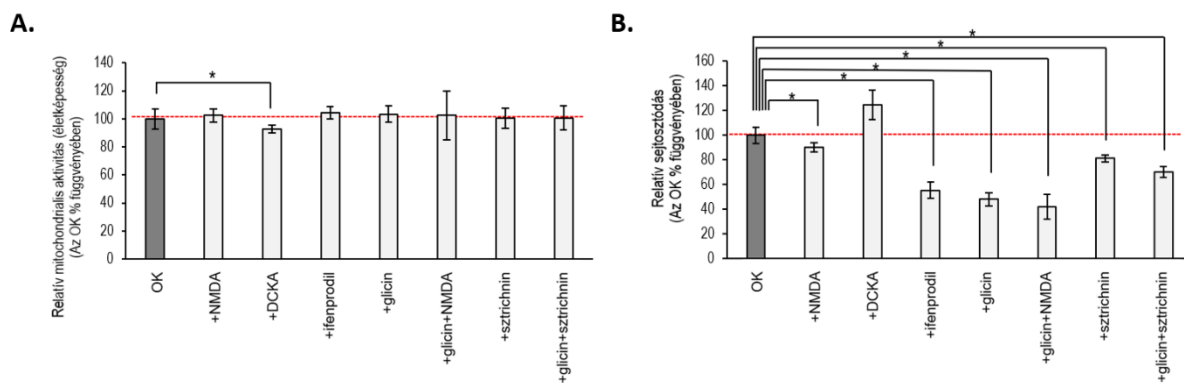 A.
Relatív mitochondrialis aktivitás (életképesség)
(Az OK % függvényében)
140
120
100
80
60
40
20
0
*
OK
+NMDA
+DCKA
+ifenprodil
+glicin
+glicin+NMDA
+sztrichnin
+glicin+sztrichnin
B.
Relatív sejtosztódás
(Az OK % függvényében)
160
140
120
100
80
60
40
20
0
*
*
*
*
*
*
OK
+NMDA
+DCKA
+ifenprodil
+glicin
+glicin+NMDA
+sztrichnin
+glicin+sztrichnin